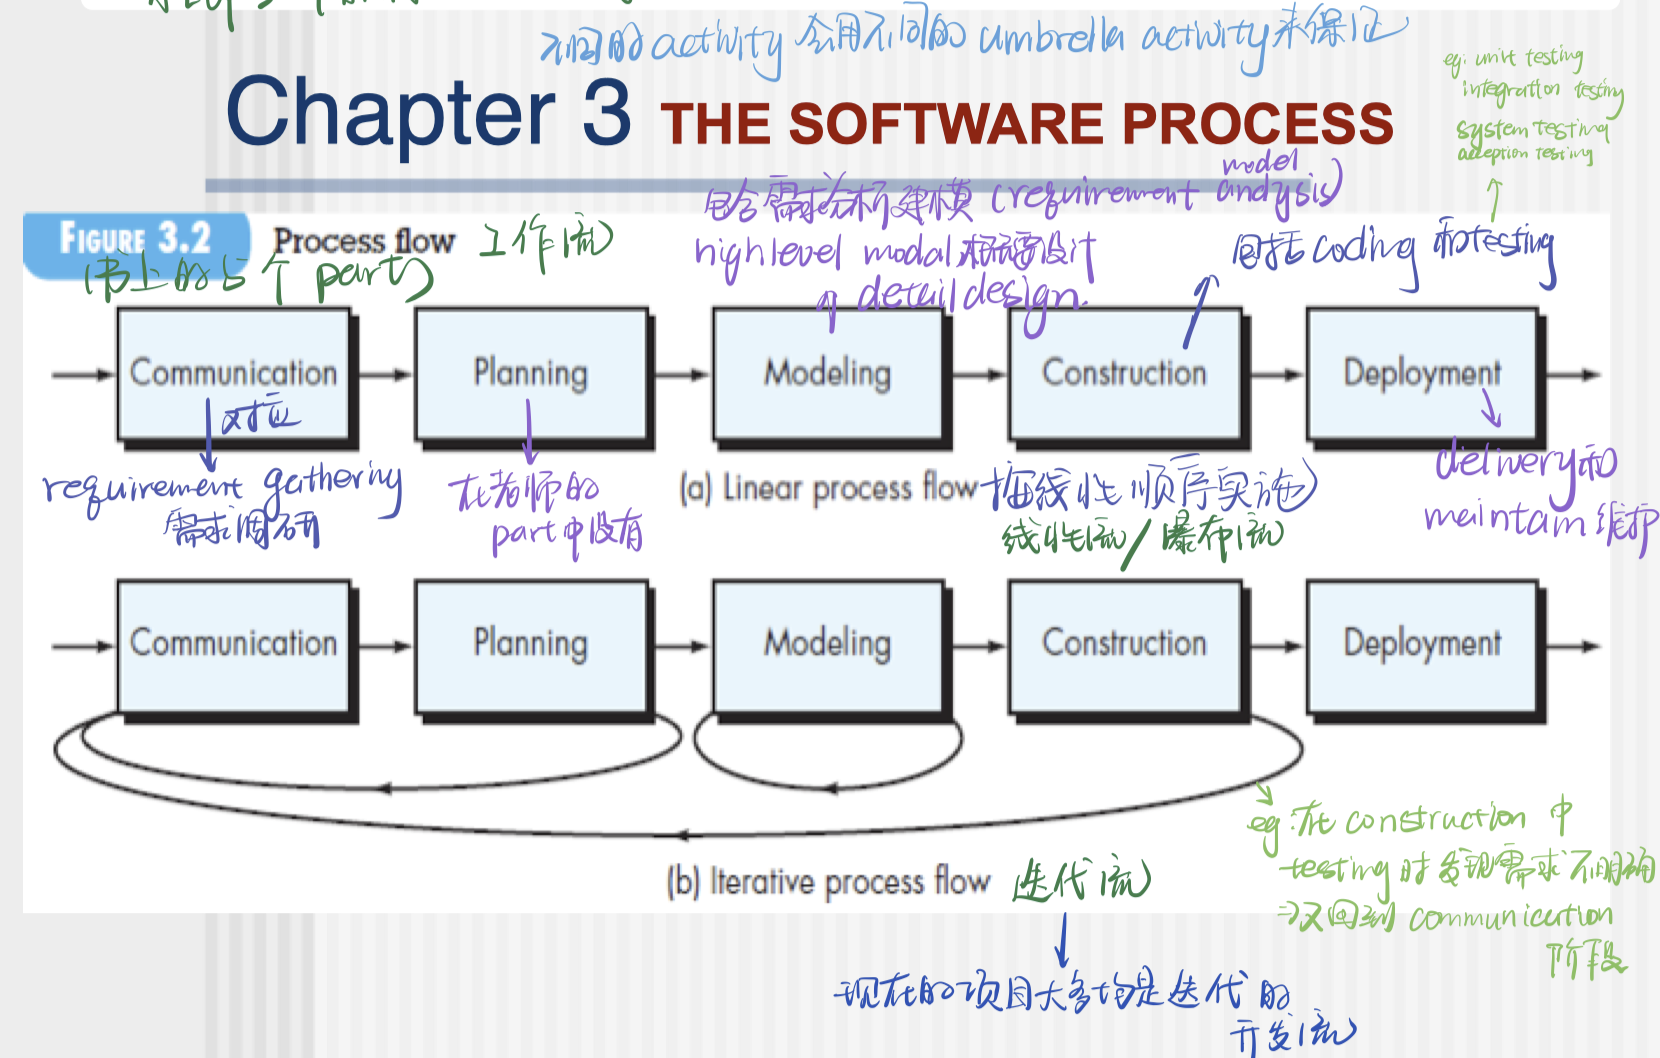 不同的 activity 会用不同的 umbrella activity 来保证
eg: unit testing
integration testing
system testing
acception testing
Chapter 3 THE SOFTWARE PROCESS
model
包含需求分析建模 (requirement analysis)
high level modal 概要设计
detail design.
包括 coding 和 testing
FIGURE 3.2 Process flow 工作流
(书上的5个 part)
Communication Planning Modeling Construction Deployment
对应
requirement gathering
需求调研
在老师的
part中没有
(a) Linear process flow 按线性顺序实施)
线性流 / 瀑布流
delivery 和
maintain 维护
Communication Planning Modeling Construction Deployment
eg: 在 construction 中
testing 时发现需求不明确
⇒又回到 communication
阶段
(b) Iterative process flow 迭代流
现在的项目大多均是迭代的
开发流